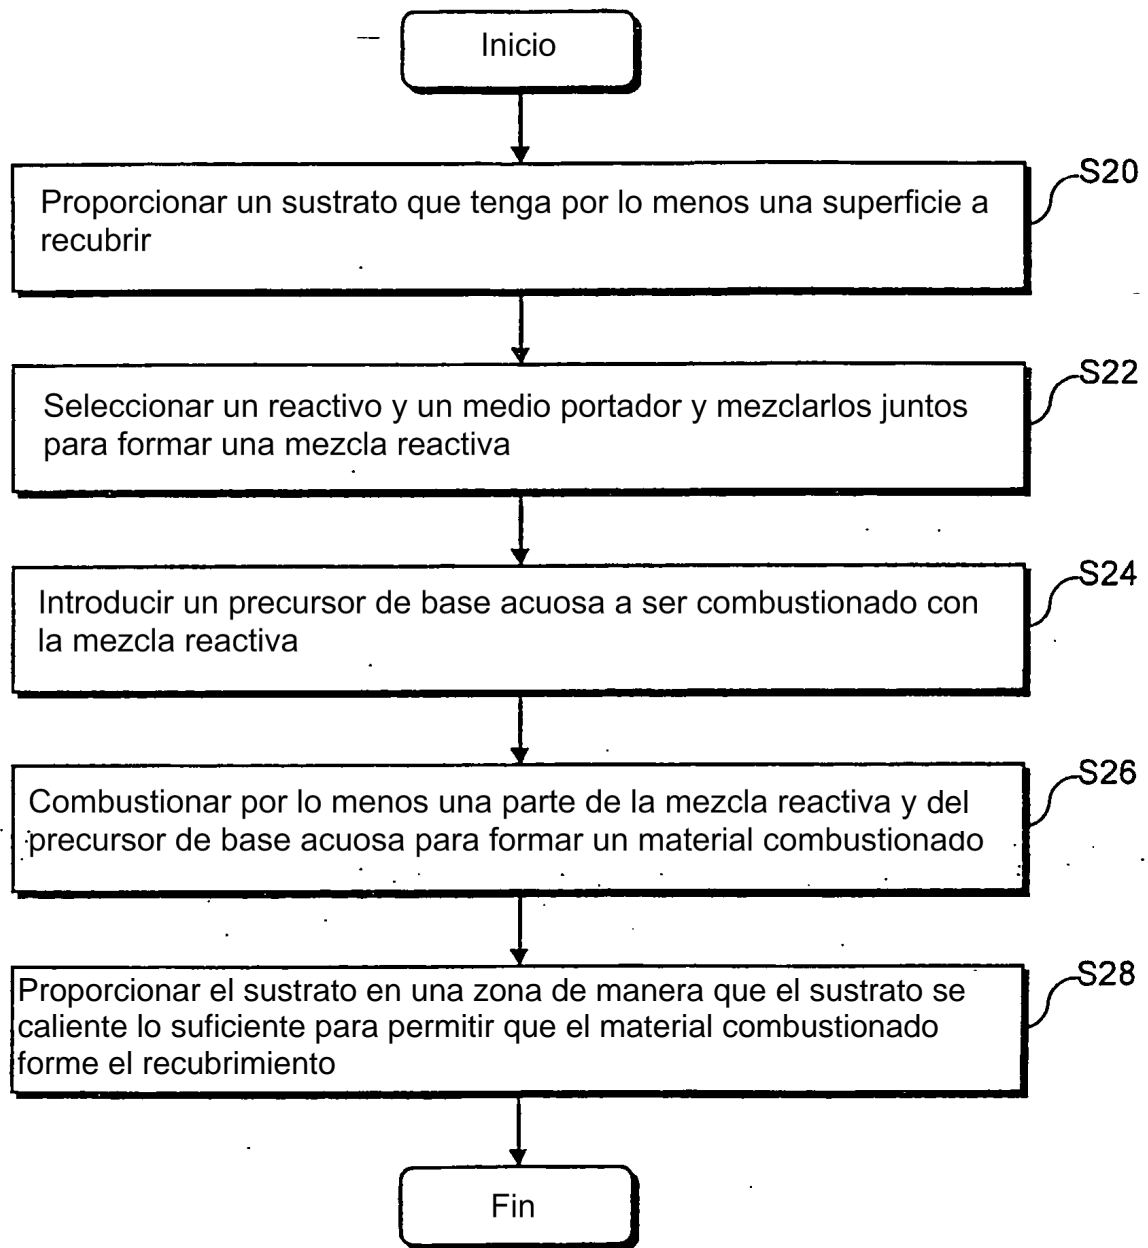 Inicio
S20
Proporcionar un sustrato que tenga por lo menos una superficie a
recubrir
S22
Seleccionar un reactivo y un medio portador y mezclarlos juntos
para formar una mezcla reactiva
S24
Introducir un precursor de base acuosa a ser combustionado con
la mezcla reactiva
S26
Combustionar por lo menos una parte de la mezcla reactiva y del
precursor de base acuosa para formar un material combustionado
S28
Proporcionar el sustrato en una zona de manera que el sustrato se
caliente lo suficiente para permitir que el material combustionado
forme el recubrimiento
Fin